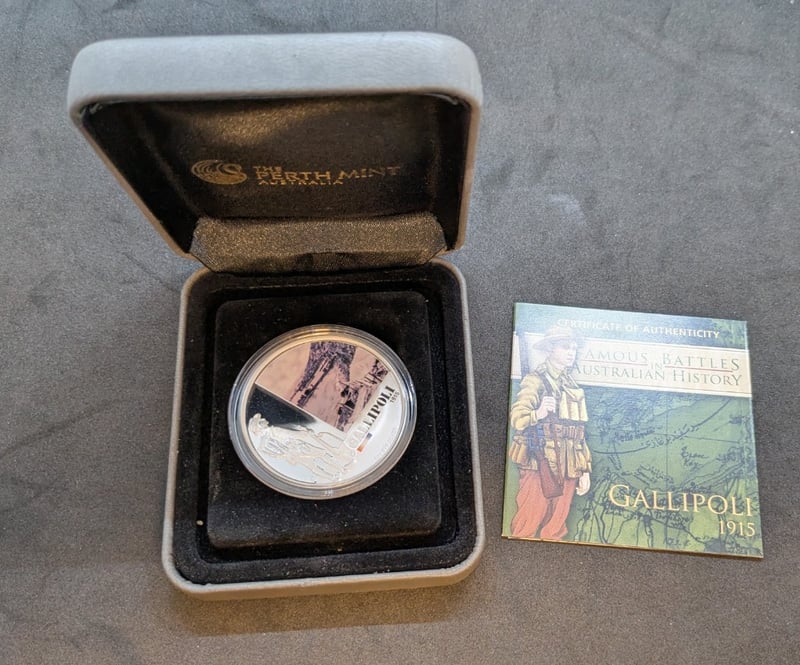 THE
PERTH MINT
AUSTRALIA
GALLIPOLI
1915
CERTIFICATE OF AUTHENTICITY
FAMOUS BATTLES
IN
AUSTRALIAN HISTORY
GALLIPOLI
1915